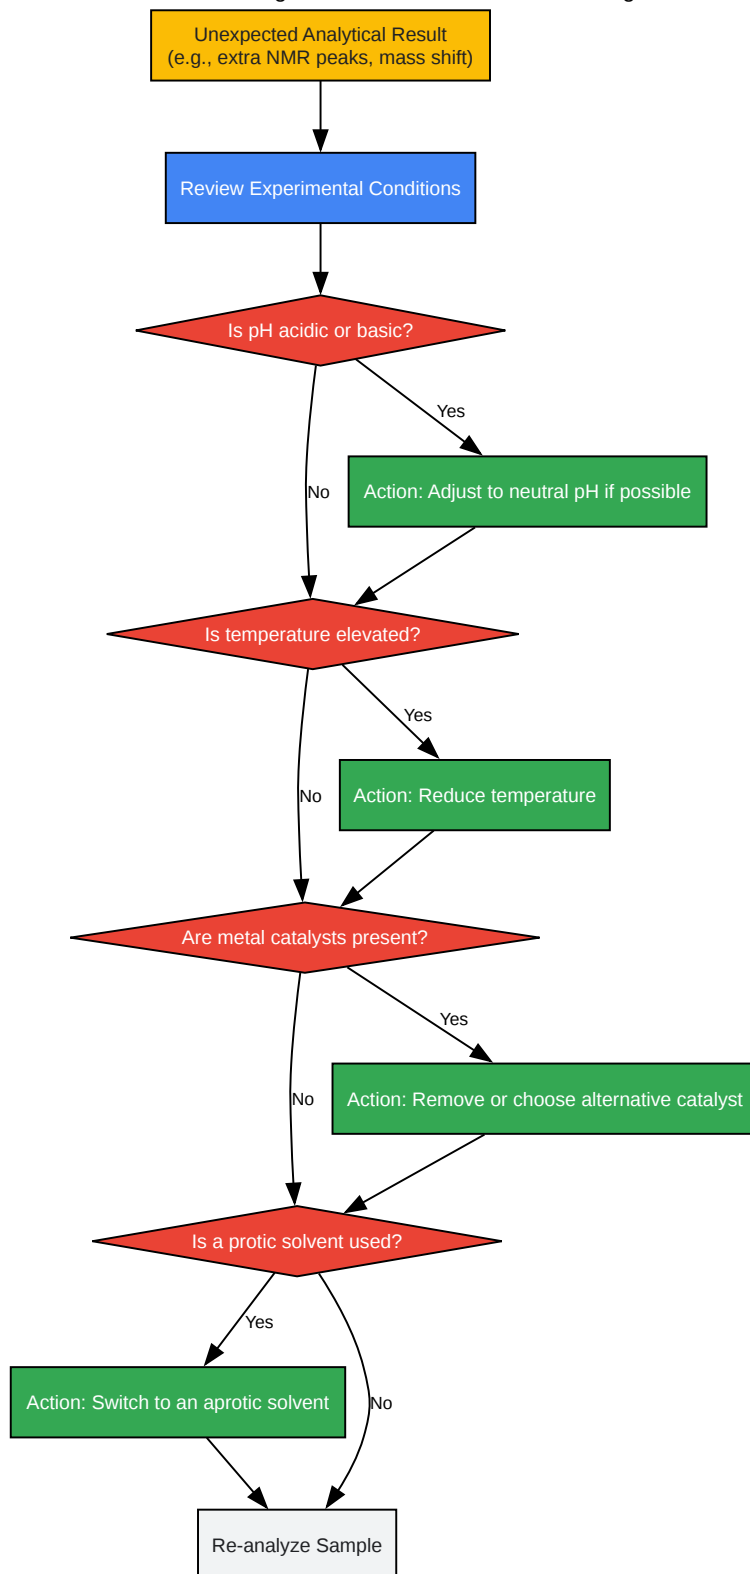 Unexpected Analytical Result
(e.g., extra NMR peaks, mass shift)
Review Experimental Conditions
Is pH acidic or basic?
Yes
Action: Adjust to neutral pH if possible
No
Is temperature elevated?
Yes
Action: Reduce temperature
No
Are metal catalysts present?
Yes
Action: Remove or choose alternative catalyst
No
Is a protic solvent used?
Yes
Action: Switch to an aprotic solvent
No
Re-analyze Sample